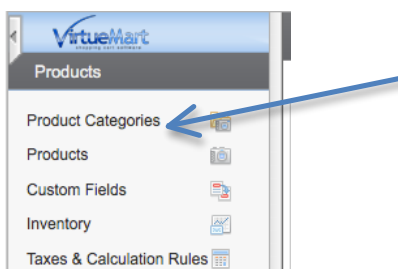 VirtueMart
shopping cart software
Products
Product Categories
Products
Custom Fields
Inventory
Taxes & Calculation Rules